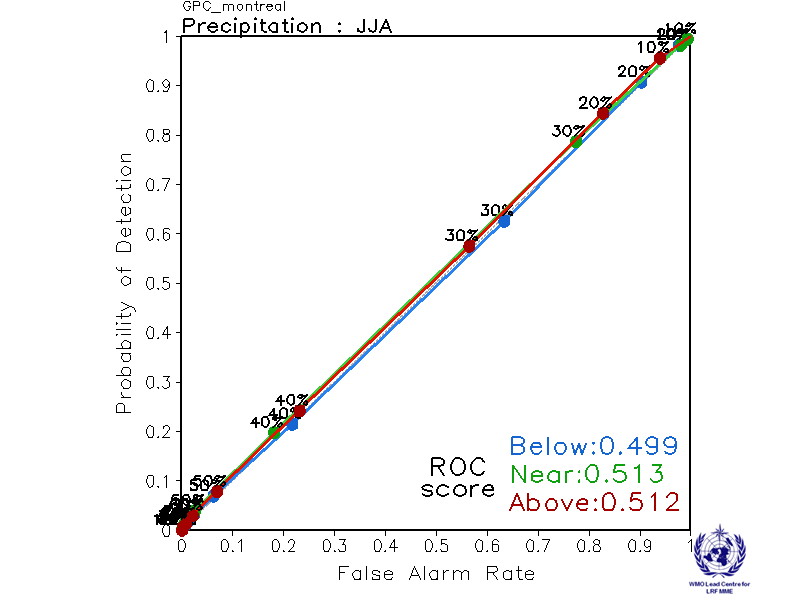 GPC_montreal
Precipitation : JJA
1
0.9
0.8
0.7
0.6
0.5
0.4
0.3
0.2
0.1
0
Probability of Detection
10%
20%
10%
20%
20%
30%
30%
30%
40%
40%
40%
50%
50%
ROC
score
Below:0.499
Near:0.513
Above:0.512
0 0.1 0.2 0.3 0.4 0.5 0.6 0.7 0.8 0.9 1
False Alarm Rate
WMO Lead Centre for
LRF MME